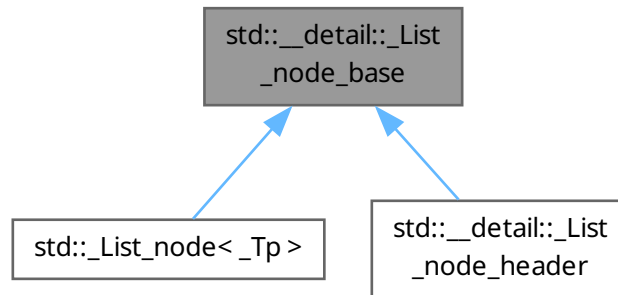 std::__detail::_List
_node_base
std::_List_node< _Tp >
std::__detail::_List
_node_header